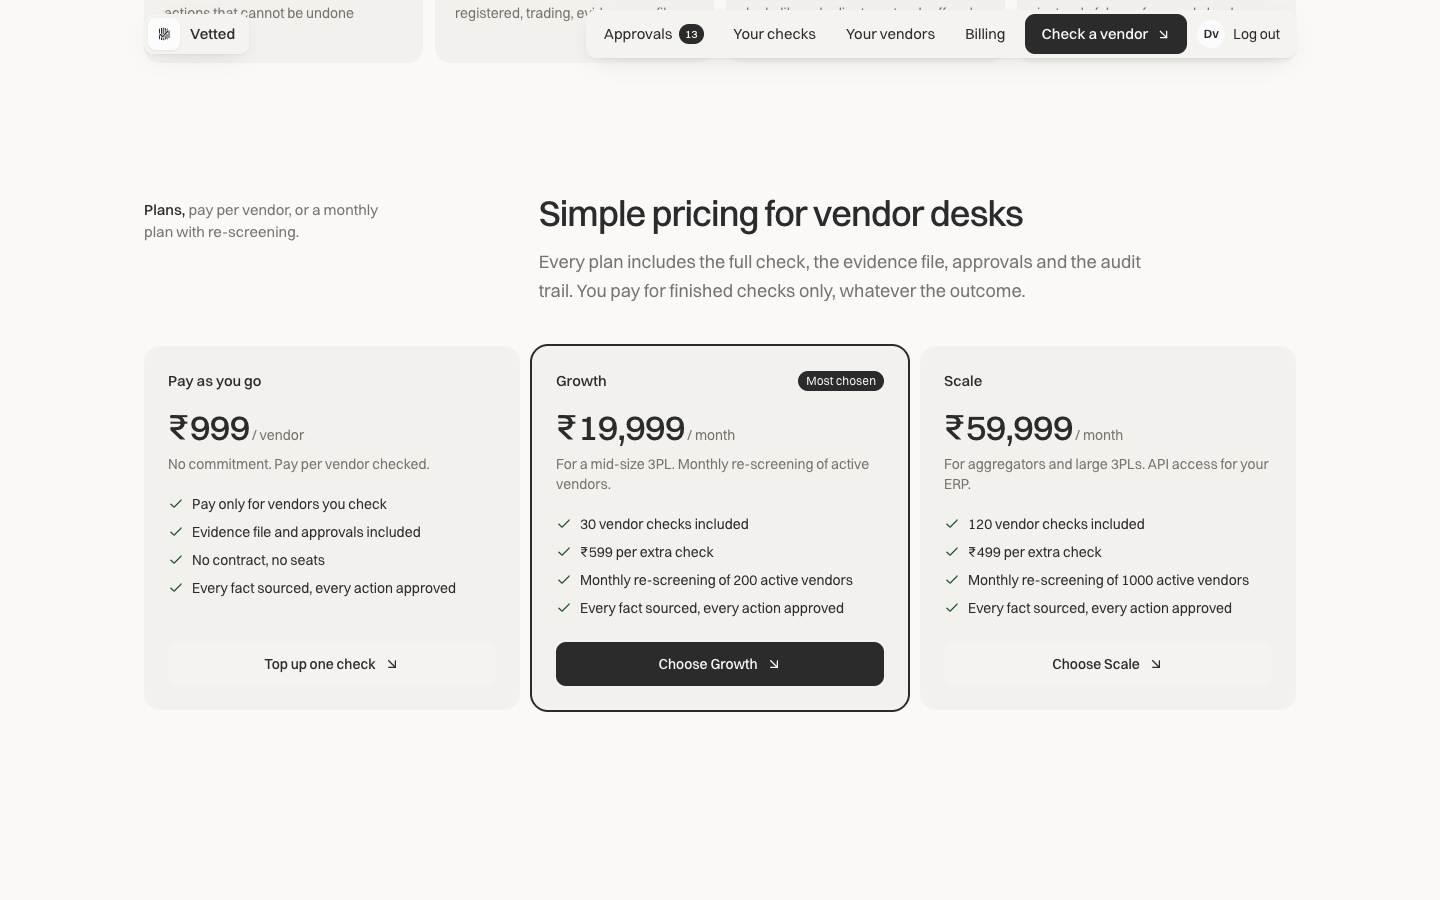 actions that cannot be undone
registered, trading,
Vetted
Approvals 13 Your checks Your vendors Billing Check a vendor Dv Log out
Plans, pay per vendor, or a monthly
plan with re-screening.
Simple pricing for vendor desks
Every plan includes the full check, the evidence file, approvals and the audit
trail. You pay for finished checks only, whatever the outcome.
Pay as you go
₹999 / vendor
No commitment. Pay per vendor checked.
Pay only for vendors you check
Evidence file and approvals included
No contract, no seats
Every fact sourced, every action approved
Top up one check
Growth Most chosen
₹19,999 / month
For a mid-size 3PL. Monthly re-screening of active
vendors.
30 vendor checks included
₹599 per extra check
Monthly re-screening of 200 active vendors
Every fact sourced, every action approved
Choose Growth
Scale
₹59,999 / month
For aggregators and large 3PLs. API access for your
ERP.
120 vendor checks included
₹499 per extra check
Monthly re-screening of 1000 active vendors
Every fact sourced, every action approved
Choose Scale